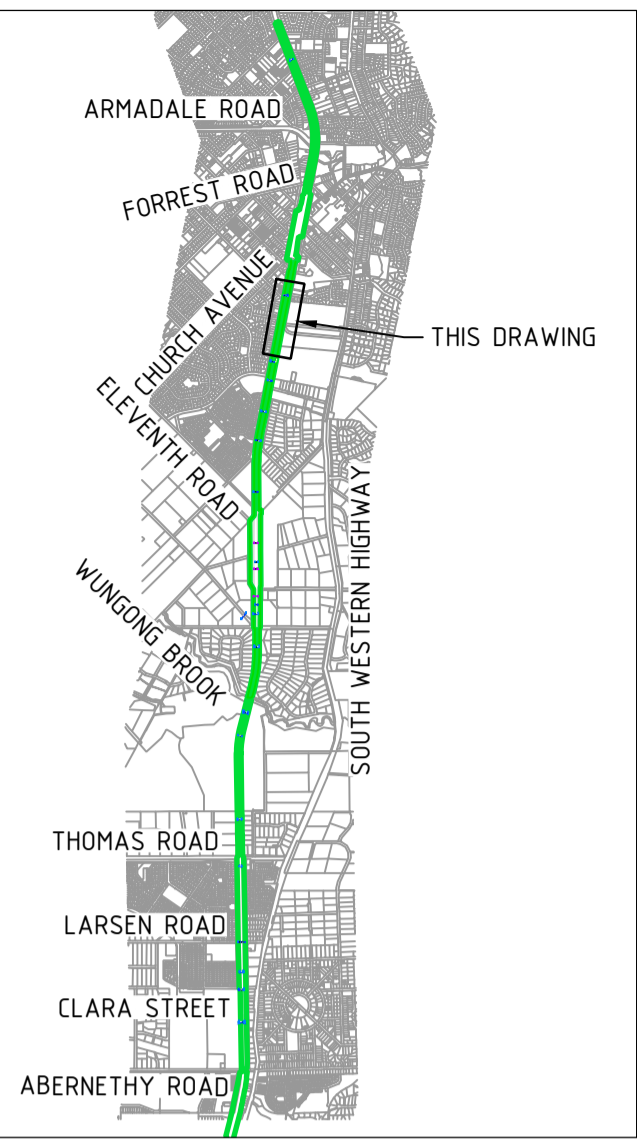 ARMADALE ROAD
FORREST ROAD
CHURCH AVENUE
THIS DRAWING
ELEVENTH ROAD
SOUTH WESTERN HIGHWAY
WUNGONG BROOK
THOMAS ROAD
LARSEN ROAD
CLARA STREET
ABERNETHY ROAD